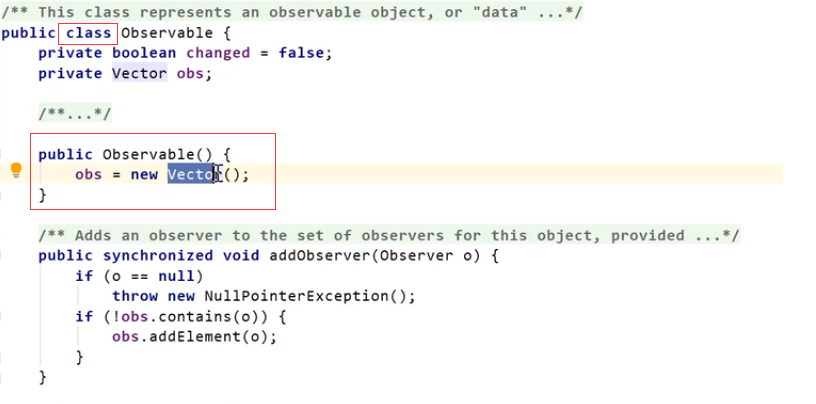 /** This class represents an observable object, or "data" ...*/
public class Observable {
private boolean changed = false;
private Vector obs;
/**...*/
public Observable() {
obs = new Vector();
}
/** Adds an observer to the set of observers for this object, provided ...*/
public synchronized void addObserver(Observer o) {
if (o == null)
throw new NullPointerException();
if (!obs.contains(o)) {
obs.addElement(o);
}
}